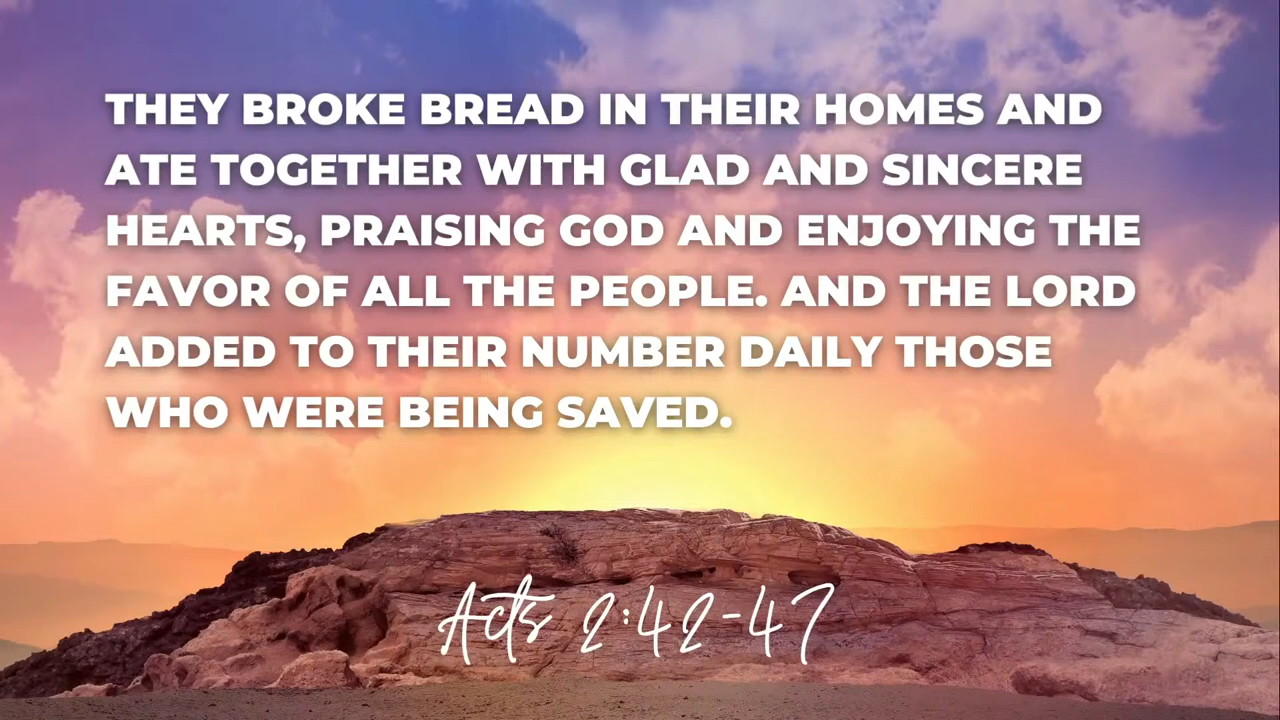 THEY BROKE BREAD IN THEIR HOMES AND
ATE TOGETHER WITH GLAD AND SINCERE
HEARTS, PRAISING GOD AND ENJOYING THE
FAVOR OF ALL THE PEOPLE. AND THE LORD
ADDED TO THEIR NUMBER DAILY THOSE
WHO WERE BEING SAVED.
Acts 2:42-47